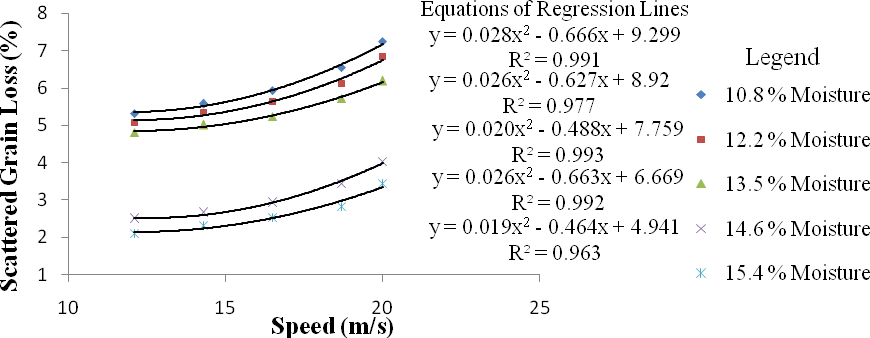 Scattered Grain Loss (%)
8
7
6
5
4
3
2
1
10
15
20
25
Speed (m/s)
Equations of Regression Lines
y = 0.028x² - 0.666x + 9.299
R² = 0.991
y = 0.026x² - 0.627x + 8.92
R² = 0.977
y = 0.020x² - 0.488x + 7.759
R² = 0.993
y = 0.026x² - 0.663x + 6.669
R² = 0.992
y = 0.019x² - 0.464x + 4.941
R² = 0.963
Legend
10.8 % Moisture
12.2 % Moisture
13.5 % Moisture
14.6 % Moisture
15.4 % Moisture